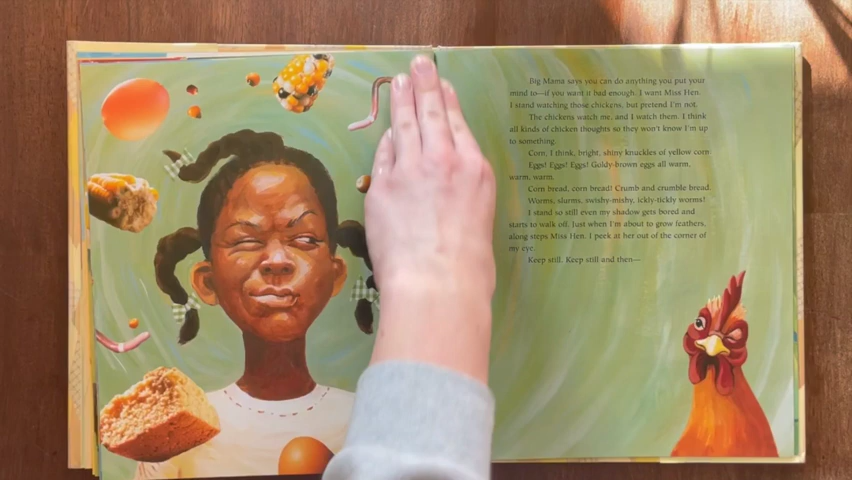 Big Mama says you can do anything you put your
mind to—if you want it bad enough. I want Miss Hen.
I stand watching those chickens, but pretend I'm not.
The chickens watch me, and I watch them. I think
all kinds of chicken thoughts so they won't know I'm up
to something.
Corn, I think, bright, shiny knuckles of yellow corn
Eggs! Eggs! Eggs! Goldy-brown eggs all warm,
warm, warm.
Corn bread, corn bread! Crumb and crumble bread.
Worms, slurms, swishy-mishy, ickly-tickly worms!
I stand so still even my shadow gets bored and
starts to walk off. Just when I'm about to grow feathers,
along steps Miss Hen. I peek at her out of the corner of
my eye.
Keep still. Keep still and then—